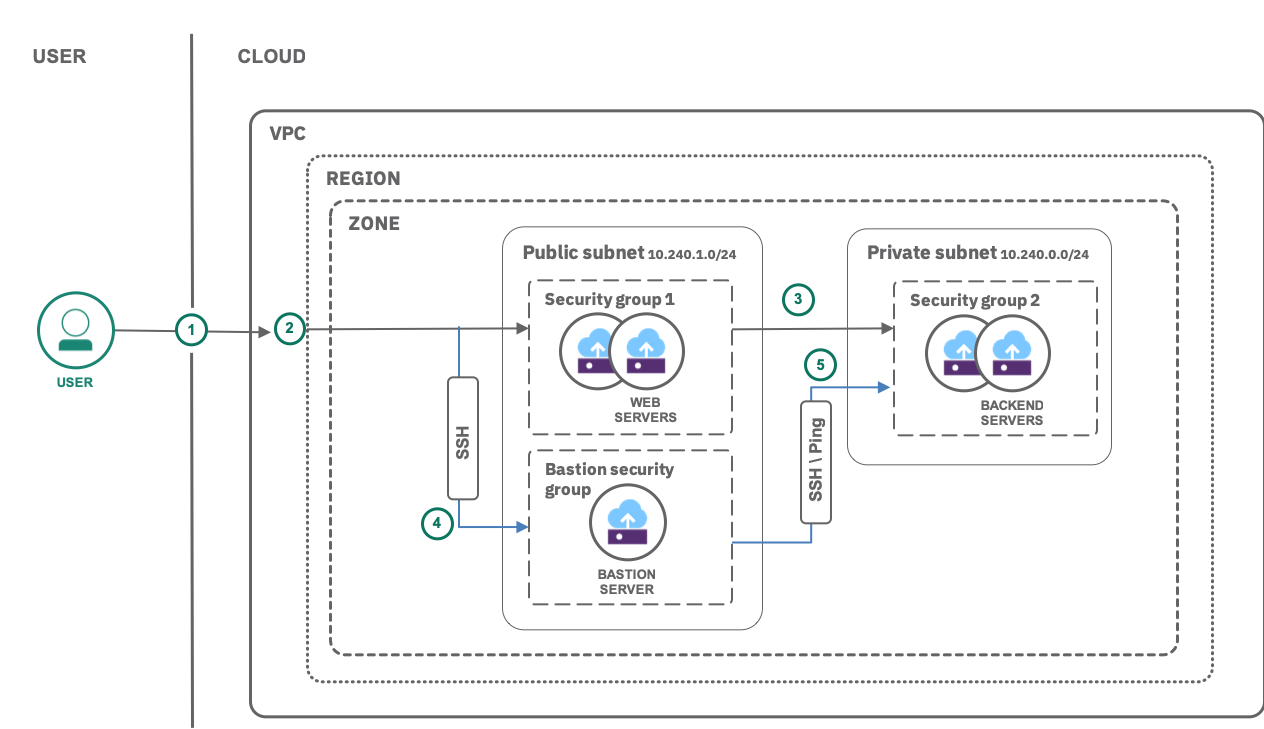 USER
CLOUD
VPC
REGION
ZONE
Public subnet 10.240.1.0/24
Private subnet 10.240.0.0/24
Security group 1
3
Security group 2
1
2
USER
5
WEB
SERVERS
BACKEND
SERVERS
SSH
SSH \ Ping
Bastion security
group
4
BASTION
SERVER